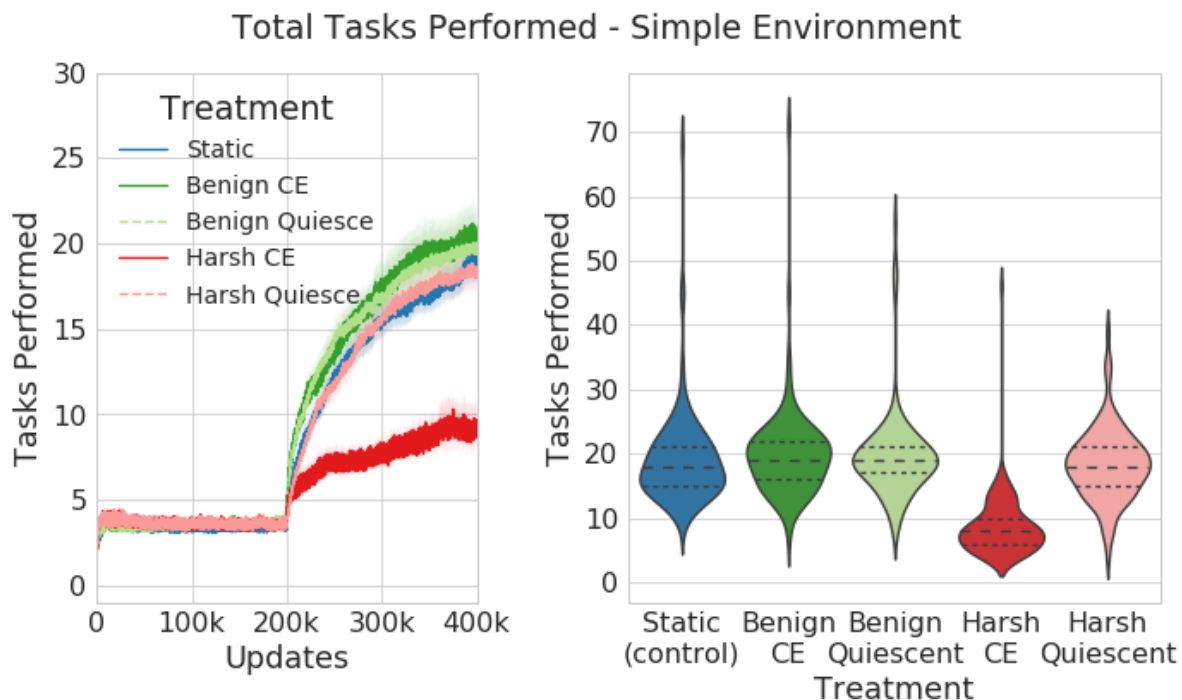 Total Tasks Performed - Simple Environment
Tasks Performed
30
25
20
15
10
5
0
Treatment
Static
Benign CE
Benign Quiesce
Harsh CE
Harsh Quiesce
0 100k 200k 300k 400k
Updates
Tasks Performed
70
60
50
40
30
20
10
0
Static Benign Benign Harsh Harsh
(control) CE Quiescent CE Quiescent
Treatment